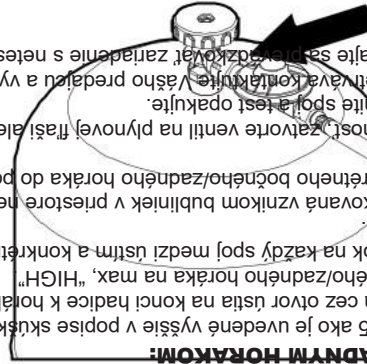 ADNÝM HORÁKOM:
5 ako je uvedené vyššie v popise skúšk
cez otvor ústia na konci hadice k horák
ého/zadného horáka na max. “HIGH”.
ok na každý spoj medzi ústím a konkrét
.
kovaná vznikom bubliniek v priestore ne
rétneho bočného/zadného horáka do po
nosť, zatvorte ventil na plynovej fľaši ale
nite spoj a test opakujte.
etrváva kontaktujte Vášho predajcu a vy
ajte sa prevádzkovať zariadenie s netes